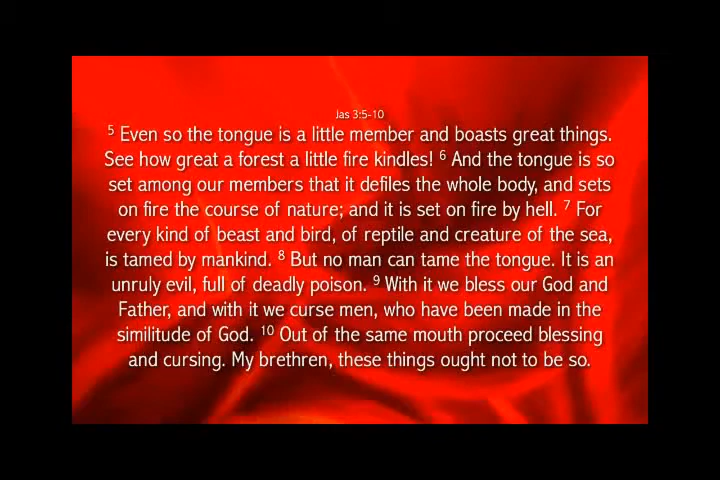 Jas 3:5-10
5 Even so the tongue is a little member and boasts great things.
See how great a forest a little fire kindles! 6 And the tongue is so
set among our members that it defiles the whole body, and sets
on fire the course of nature; and it is set on fire by hell. 7 For
every kind of beast and bird, of reptile and creature of the sea,
is tamed by mankind. 8 But no man can tame the tongue. It is an
unruly evil, full of deadly poison. 9 With it we bless our God and
Father, and with it we curse men, who have been made in the
similitude of God. 10 Out of the same mouth proceed blessing
and cursing. My brethren, these things ought not to be so.